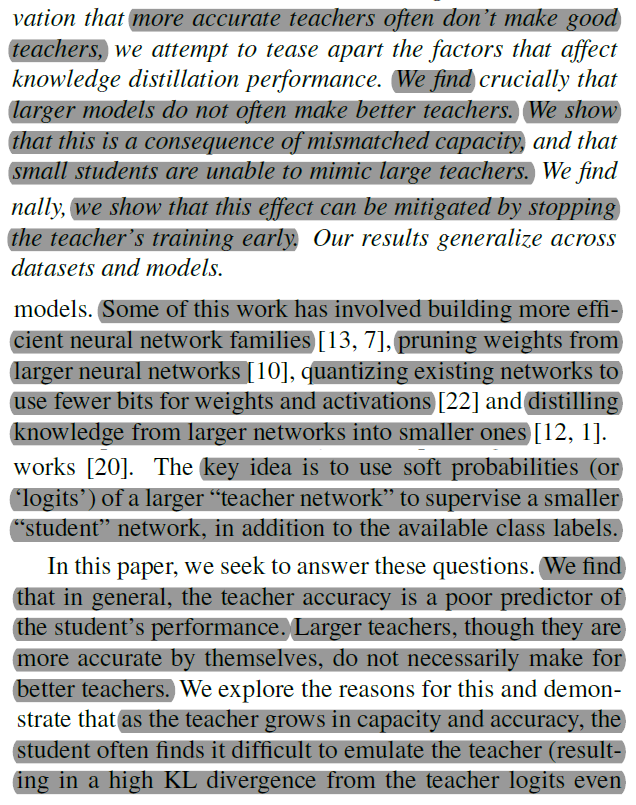 vation that more accurate teachers often don't make good
teachers, we attempt to tease apart the factors that affect
knowledge distillation performance. We find crucially that
larger models do not often make better teachers. We show
that this is a consequence of mismatched capacity, and that
small students are unable to mimic large teachers. We find
nally, we show that this effect can be mitigated by stopping
the teacher's training early. Our results generalize across
datasets and models.
models. Some of this work has involved building more effi-
cient neural network families [13, 7], pruning weights from
larger neural networks [10], quantizing existing networks to
use fewer bits for weights and activations [22] and distilling
knowledge from larger networks into smaller ones [12, 1].
works [20]. The key idea is to use soft probabilities (or
'logits') of a larger "teacher network" to supervise a smaller
"student" network, in addition to the available class labels.
In this paper, we seek to answer these questions. We find
that in general, the teacher accuracy is a poor predictor of
the student's performance. Larger teachers, though they are
more accurate by themselves, do not necessarily make for
better teachers. We explore the reasons for this and demon-
strate that as the teacher grows in capacity and accuracy, the
student often finds it difficult to emulate the teacher (result-
ing in a high KL divergence from the teacher logits even